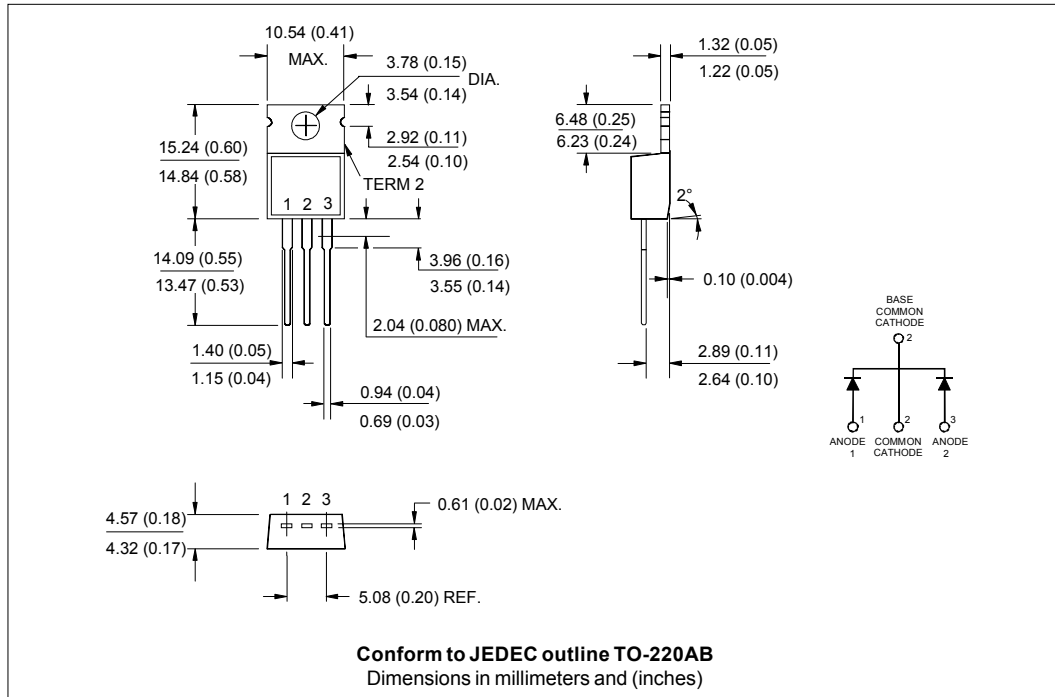 10.54 (0.41)
MAX.
3.78 (0.15)
3.54 (0.14)
DIA.
2.92 (0.11)
2.54 (0.10)
TERM 2
15.24 (0.60)
14.84 (0.58)
1 2 3
14.09 (0.55)
13.47 (0.53)
3.96 (0.16)
3.55 (0.14)
2.04 (0.080) MAX.
1.40 (0.05)
1.15 (0.04)
0.94 (0.04)
0.69 (0.03)
1.32 (0.05)
1.22 (0.05)
6.48 (0.25)
6.23 (0.24)
2°
0.10 (0.004)
2.89 (0.11)
2.64 (0.10)
BASE
COMMON
CATHODE
2
1 2 3
ANODE COMMON ANODE
1 CATHODE 2
1 2 3
4.57 (0.18)
4.32 (0.17)
0.61 (0.02) MAX.
5.08 (0.20) REF.
Conform to JEDEC outline TO-220AB
Dimensions in millimeters and (inches)